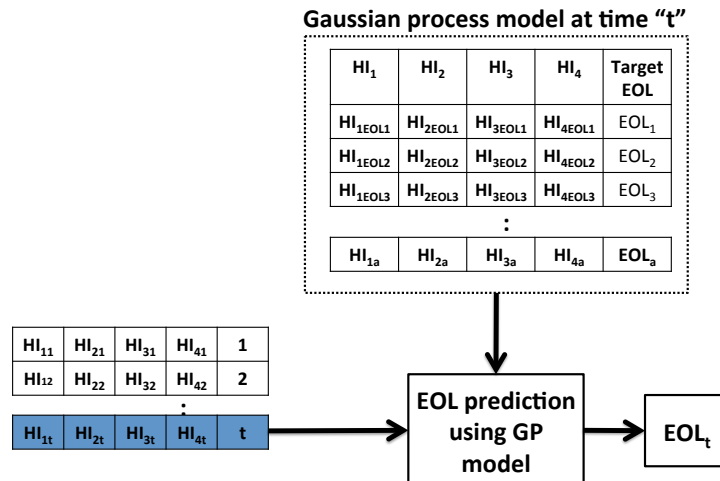 Gaussian process model at time “t”
HI1 HI2 HI3 HI4 Target EOL
HI1EOL1 HI2EOL1 HI3EOL1 HI4EOL1 EOL1
HI1EOL2 HI2EOL2 HI3EOL2 HI4EOL2 EOL2
HI1EOL3 HI2EOL3 HI3EOL3 HI4EOL3 EOL3
:
HI1a HI2a HI3a HI4a EOLa
HI11 HI21 HI31 HI41 1
HI12 HI22 HI32 HI42 2
:
HI1t HI2t HI3t HI4t t
EOL prediction
using GP
model
EOLt